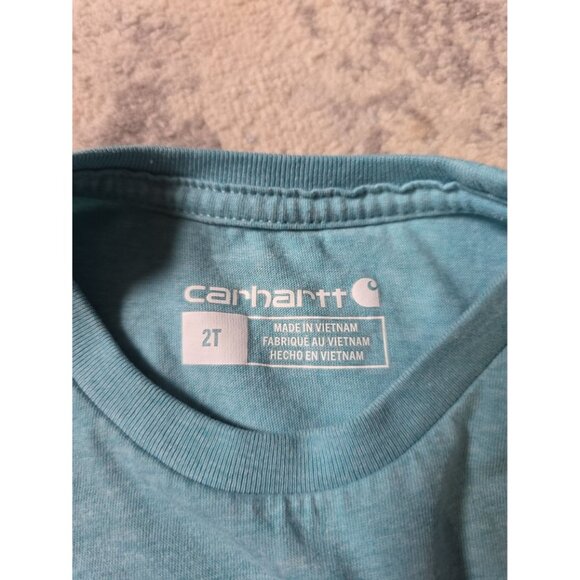 carhartt
2T
MADE IN VIETNAM
FABRIQUÉ AU VIETNAM
HECHO EN VIETNAM